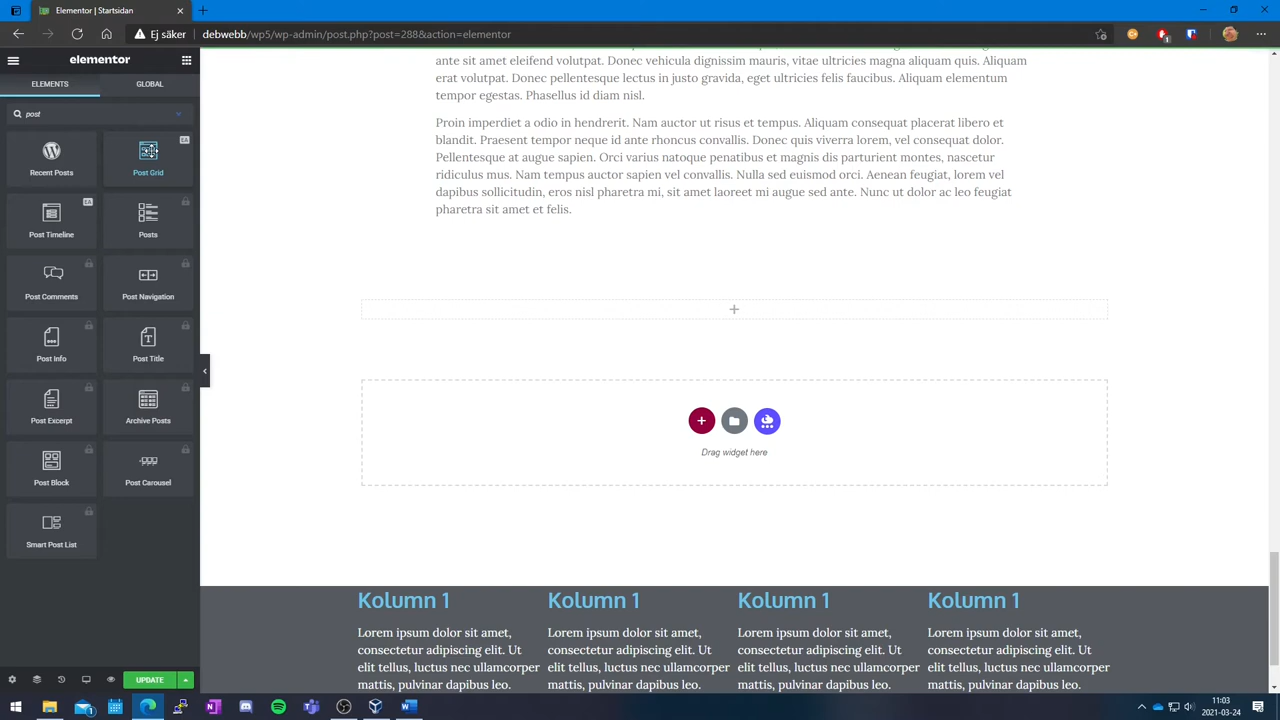 Elementor | Startsidan
Ej säker
debwebb/wp5/wp-admin/post.php?post=288&action=elementor
1
elementor
ELEMENTS
GLOBAL
post
Recent Posts
EA
Post Grid
EA
Post Timeline
Posts
Post Comments
Post Navigation
Post Info
Post Title
Post Excerpt
Archive Posts
Post Block
Post Carousel
Smart Post List
UPDATE
ante sit amet eleifend volutpat. Donec vehicula dignissim mauris, vitae ultricies magna aliquam quis. Aliquam
erat volutpat. Donec pellentesque lectus in justo gravida, eget ultricies felis faucibus. Aliquam elementum
tempor egestas. Phasellus id diam nisl.
Proin imperdiet a odio in hendrerit. Nam auctor ut risus et tempus. Aliquam consequat placerat libero et
blandit. Praesent tempor neque id ante rhoncus convallis. Donec quis viverra lorem, vel consequat dolor.
Pellentesque at augue sapien. Orci varius natoque penatibus et magnis dis parturient montes, nascetur
ridiculus mus. Nam tempus auctor sapien vel convallis. Nulla sed euismod orci. Aenean feugiat, lorem vel
dapibus sollicitudin, eros nisl pharetra mi, sit amet laoreet mi augue sed ante. Nunc ut dolor ac leo feugiat
pharetra sit amet et felis.
Drag widget here
Kolumn 1
Lorem ipsum dolor sit amet,
consectetur adipiscing elit. Ut
elit tellus, luctus nec ullamcorper
mattis, pulvinar dapibus leo.
Kolumn 1
Lorem ipsum dolor sit amet,
consectetur adipiscing elit. Ut
elit tellus, luctus nec ullamcorper
mattis, pulvinar dapibus leo.
Kolumn 1
Lorem ipsum dolor sit amet,
consectetur adipiscing elit. Ut
elit tellus, luctus nec ullamcorper
mattis, pulvinar dapibus leo.
Kolumn 1
Lorem ipsum dolor sit amet,
consectetur adipiscing elit. Ut
elit tellus, luctus nec ullamcorper
mattis, pulvinar dapibus leo.
11:03
2021-03-24